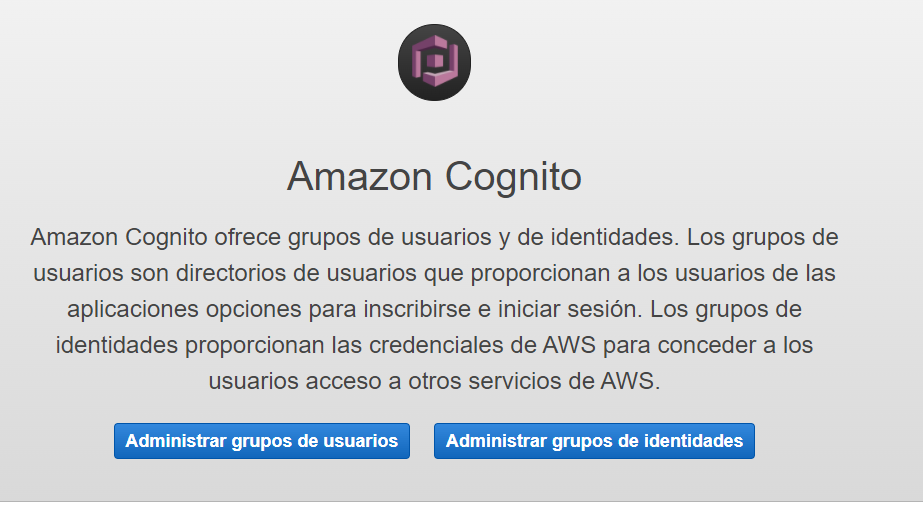 Amazon Cognito
Amazon Cognito ofrece grupos de usuarios y de identidades. Los grupos de
usuarios son directorios de usuarios que proporcionan a los usuarios de las
aplicaciones opciones para inscribirse e iniciar sesión. Los grupos de
identidades proporcionan las credenciales de AWS para conceder a los
usuarios acceso a otros servicios de AWS.
Administrar grupos de usuarios
Administrar grupos de identidades